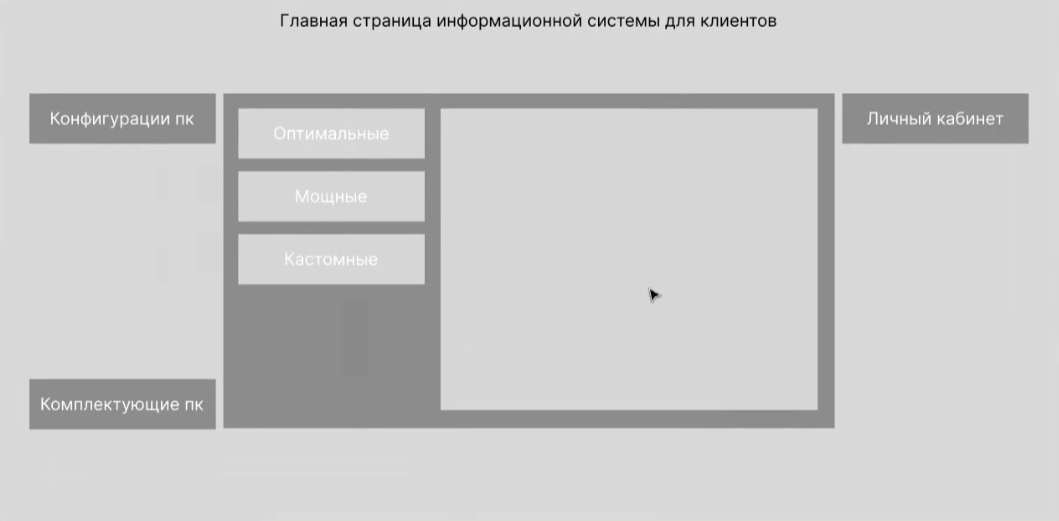 Главная страница информационной системы для клиентов
Конфигурации пк
Оптимальные
Личный кабинет
Мощные
Кастомные
Комплектующие пк